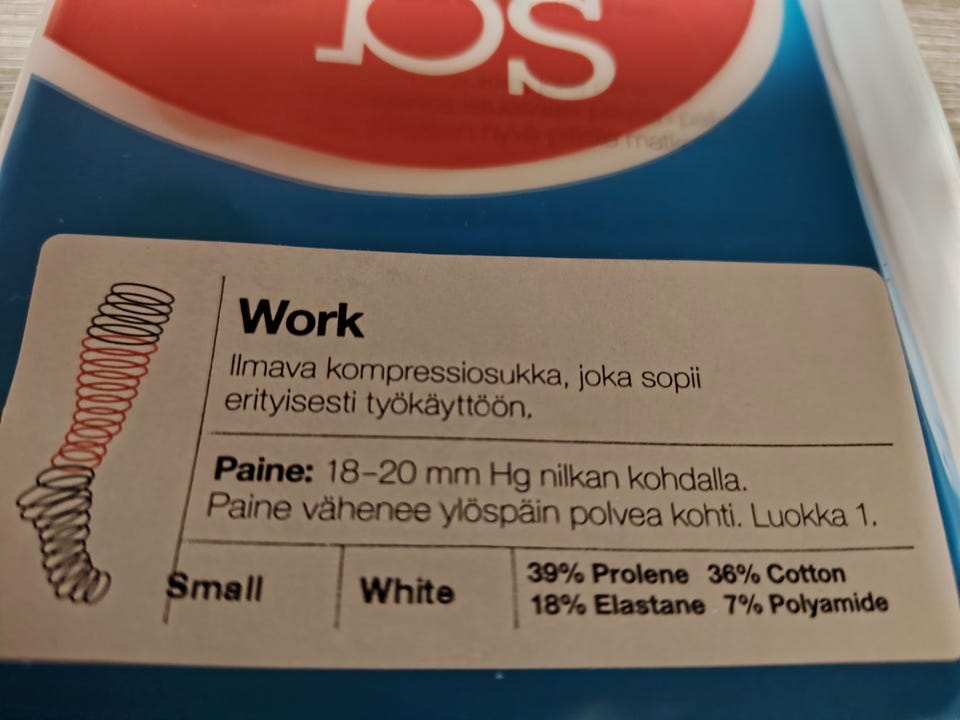 bs
Work
Ilmava kompressiosukka, joka sopii
erityisesti työkäyttöön.
Paine: 18–20 mm Hg nilkan kohdalla.
Paine vähenee ylöspäin polvea kohti. Luokka 1.
Small
White
39% Prolene 36% Cotton
18% Elastane 7% Polyamide